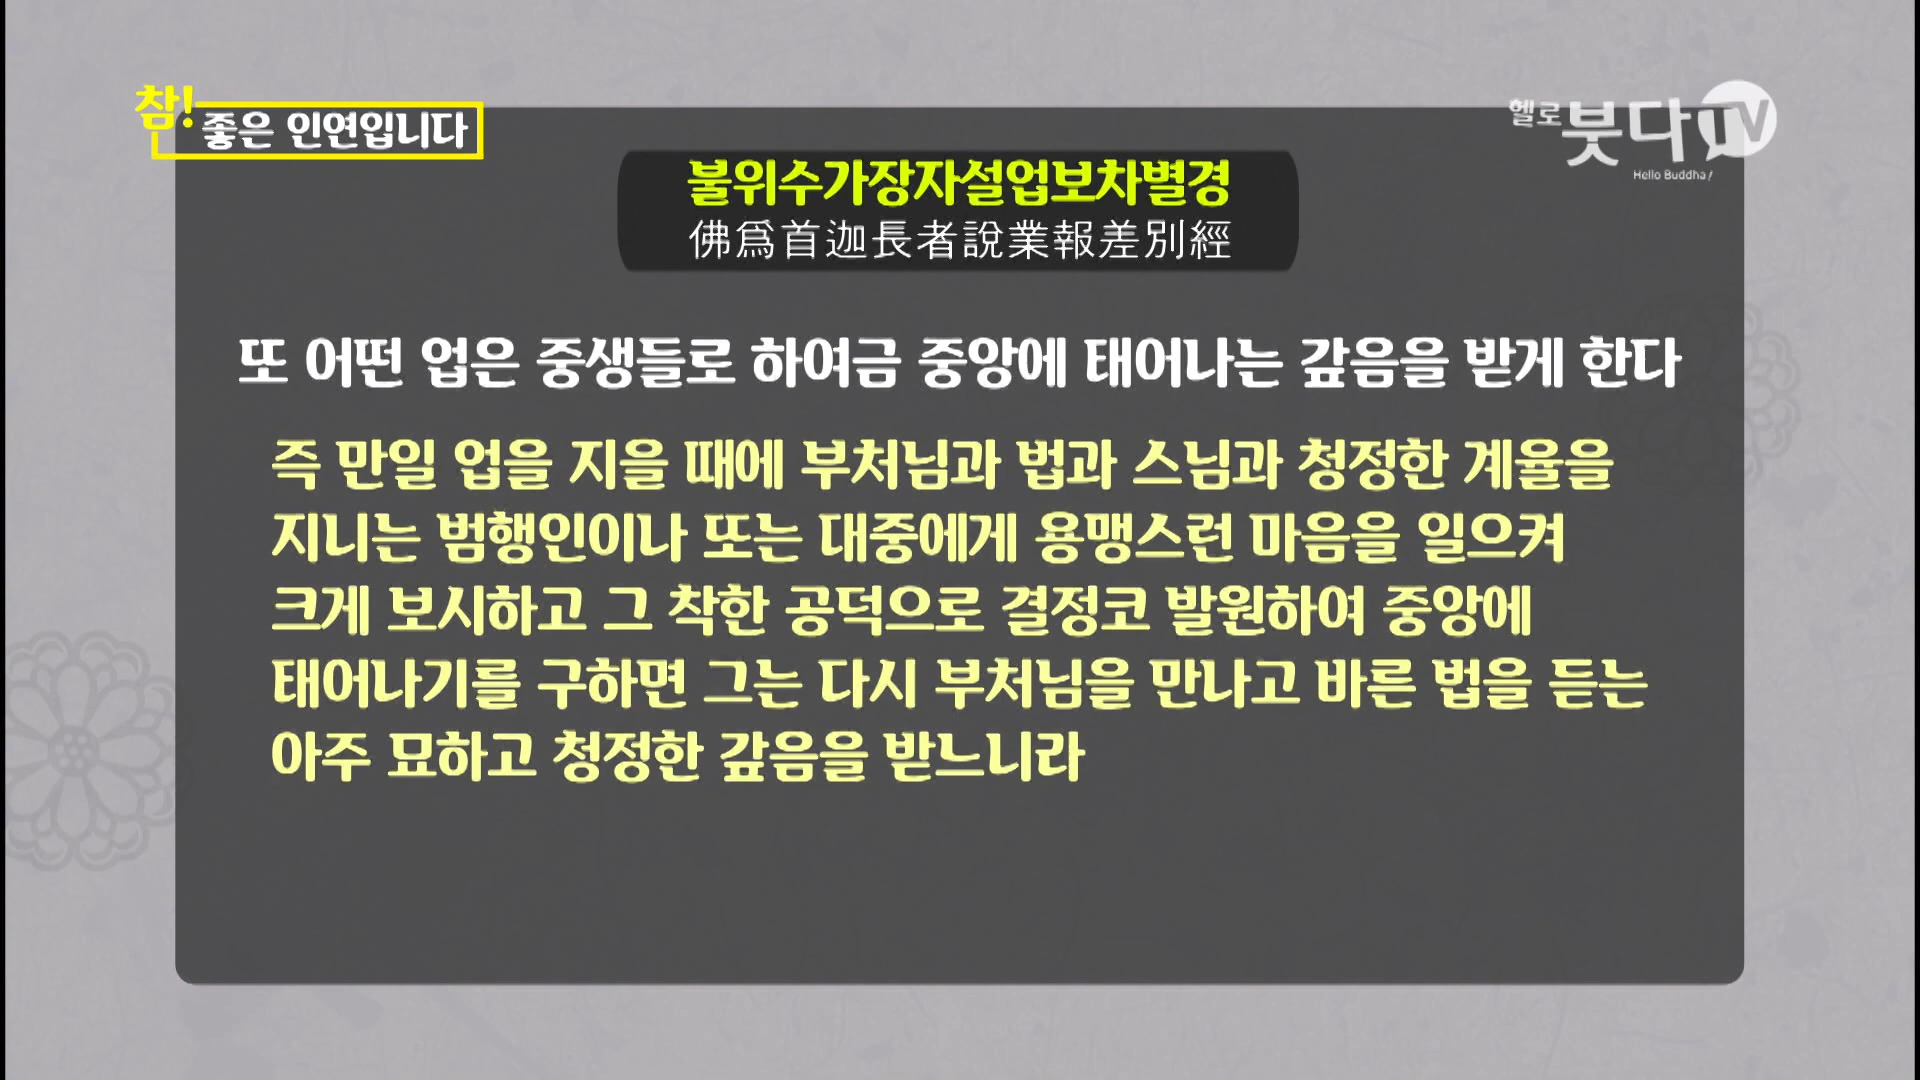 참!
좋은 인연입니다
헬로
붓다 TV
Hello Buddha!
불위수가장자설업보차별경
佛爲首迦長者說業報差別經
또 어떤 업은 중생들로 하여금 중앙에 태어나는 갚음을 받게 한다
즉 만일 업을 지을 때에 부처님과 법과 스님과 청정한 계율을
지니는 범행인이나 또는 대중에게 용맹스런 마음을 일으켜
크게 보시하고 그 착한 공덕으로 결정코 발원하여 중앙에
태어나기를 구하면 그는 다시 부처님을 만나고 바른 법을 듣는
아주 묘하고 청정한 갚음을 받느니라